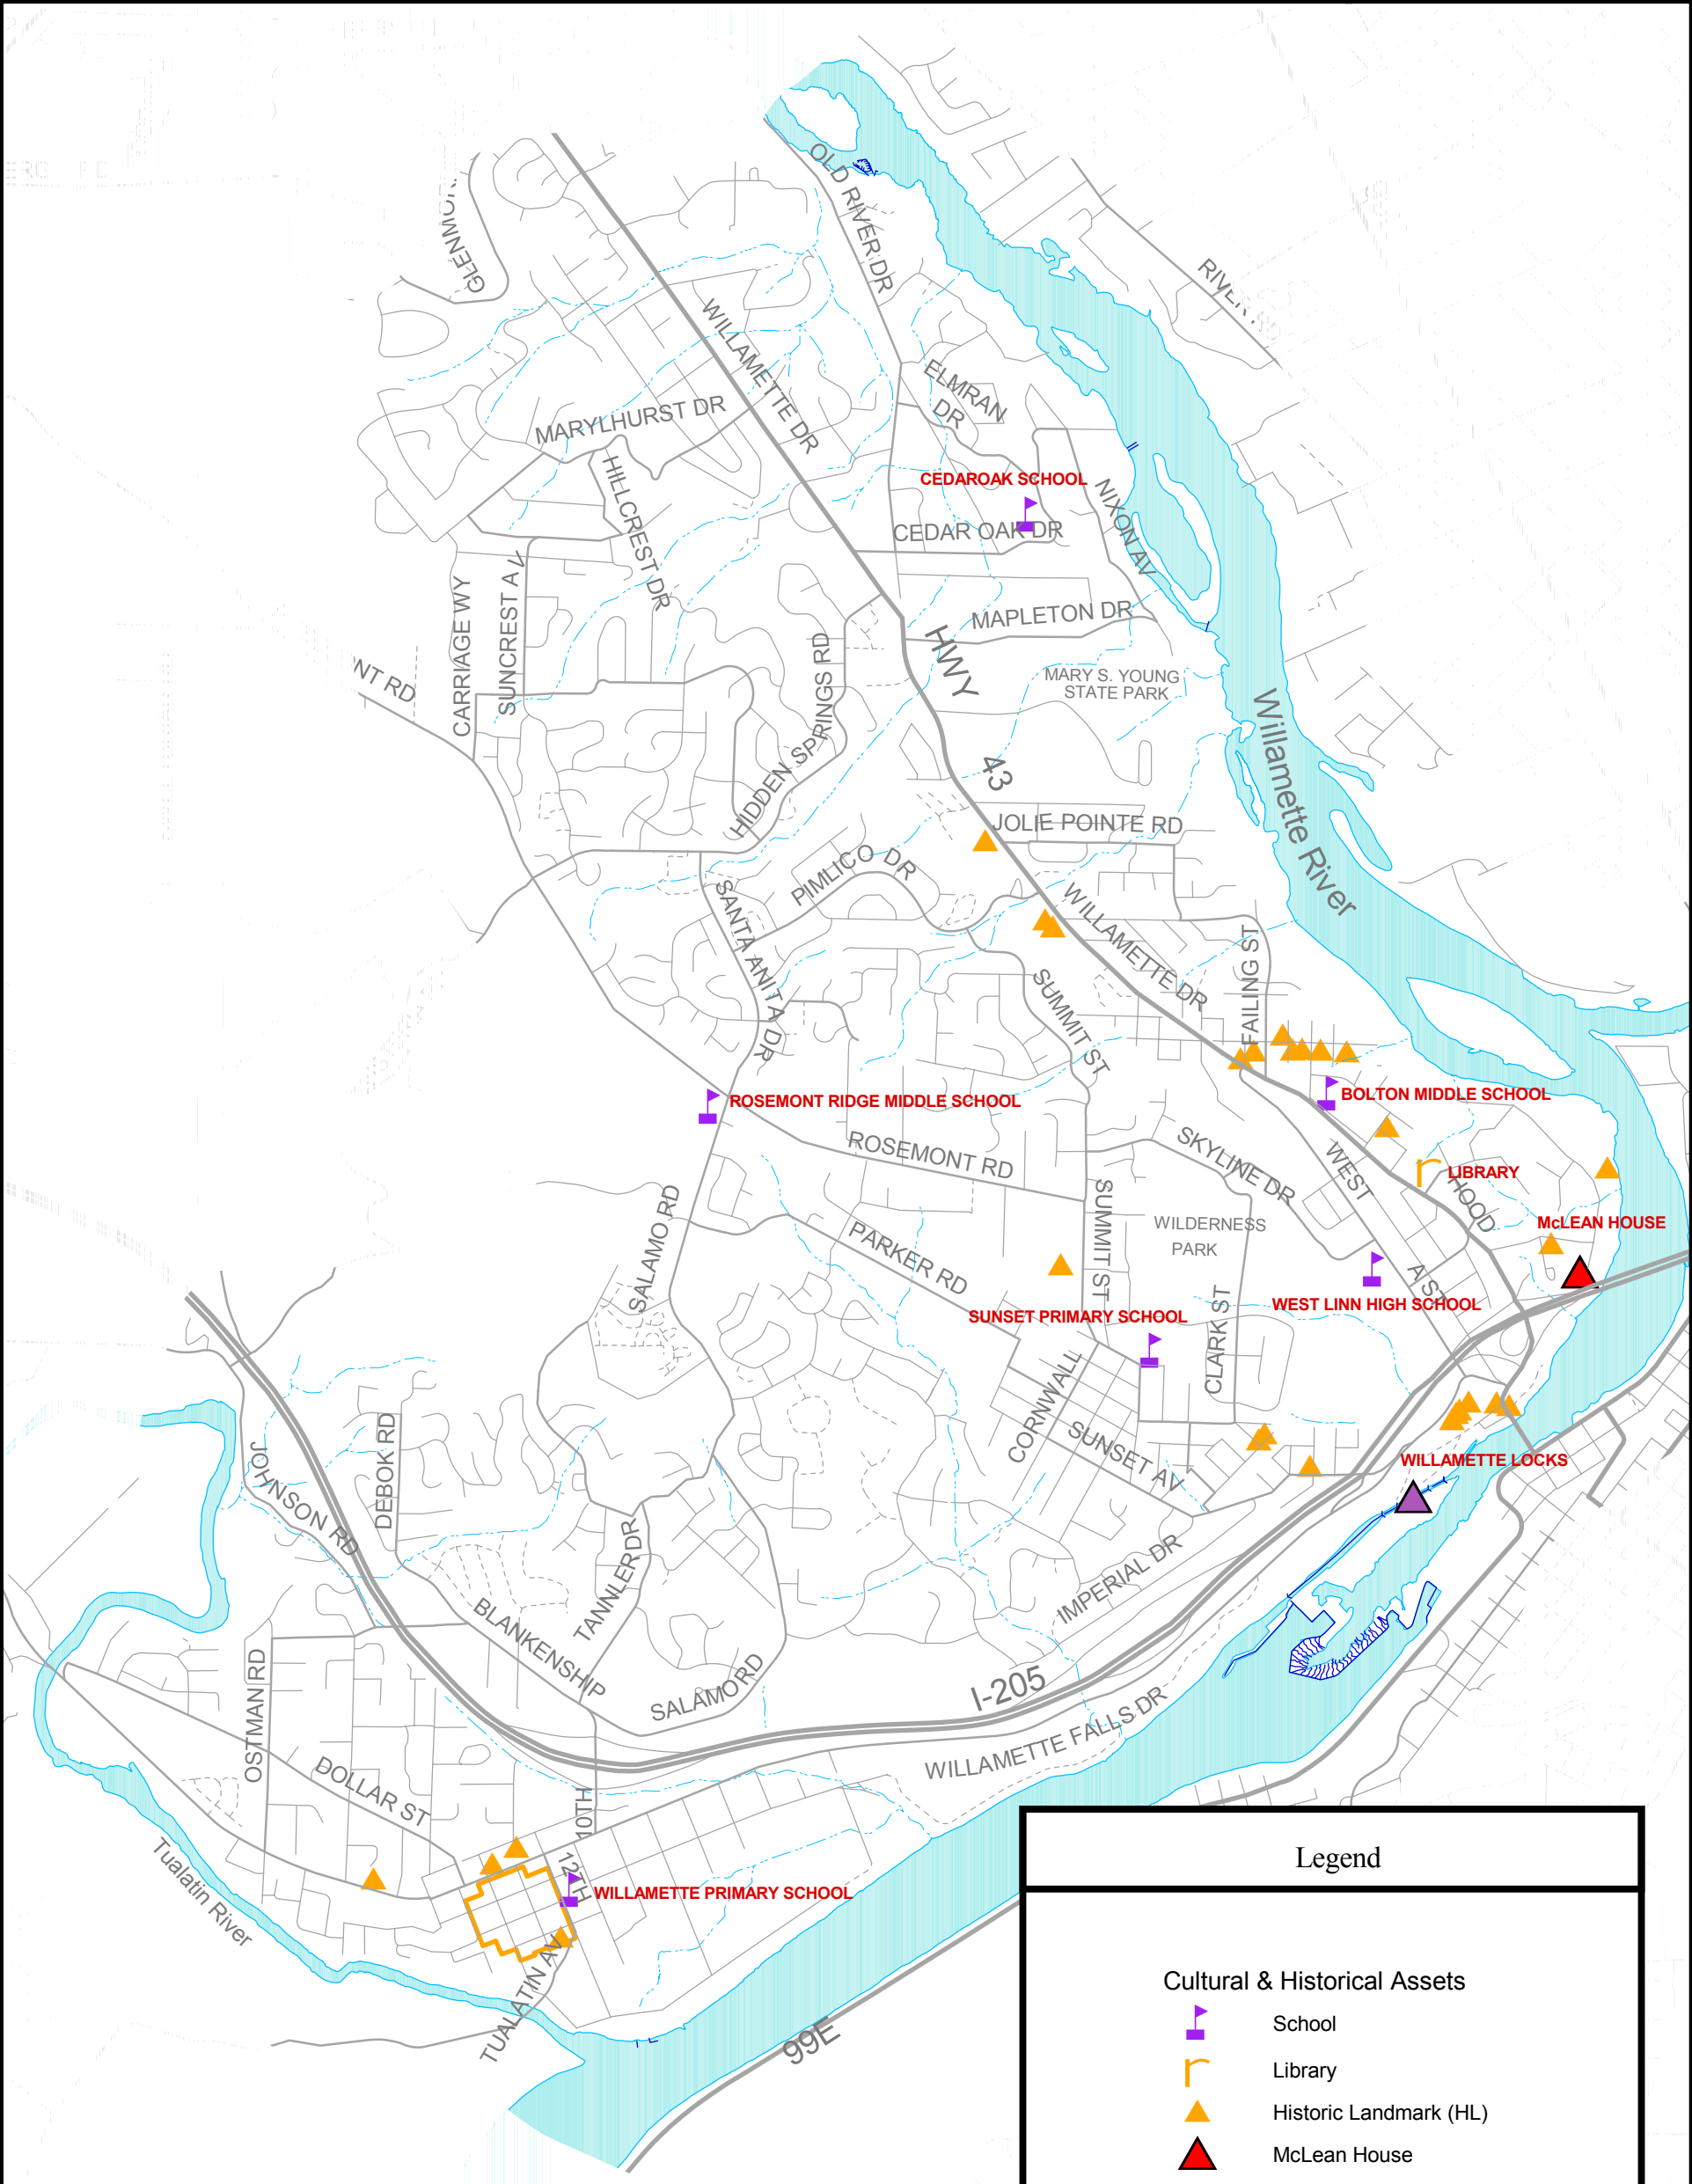 OLD RIVER DR
WILLAMETTE DR
ELMRAN
DR
MARYLHURST DR
HILLCREST DR
CEDAROAK SCHOOL
CEDAR OAK DR
NIXON AV
CARRIAGE WY
SUNCREST AV
MAPLETON DR
HWY
43
MARY S. YOUNG
STATE PARK
HIDDEN SPRINGS RD
Willamette River
JOLIE POINTE RD
PIMLICO DR
SANTA ANITA DR
WILLAMETTE DR
SUMMIT ST
FAILING ST
ROSEMONT RIDGE MIDDLE SCHOOL
BOLTON MIDDLE SCHOOL
ROSEMONT RD
SKYLINE DR
WEST
LIBRARY
HOOD
SALAMO RD
PARKER RD
SUMMIT ST
WILDERNESS
PARK
McLEAN HOUSE
A ST
WEST LINN HIGH SCHOOL
SUNSET PRIMARY SCHOOL
CLARK ST
CORNWALL
SUNSET AV
WILLAMETTE LOCKS
JOHNSON RD
DEBOK RD
TANNLER DR
IMPERIAL DR
BLANKENSHIP
SALAMO RD
I-205
WILLAMETTE FALLS DR
OSTMAN RD
DOLLAR ST
10TH
12TH
WILLAMETTE PRIMARY SCHOOL
Tualatin River
TUALATIN AV
99E
Legend
Cultural & Historical Assets
School
Library
Historic Landmark (HL)
McLean House